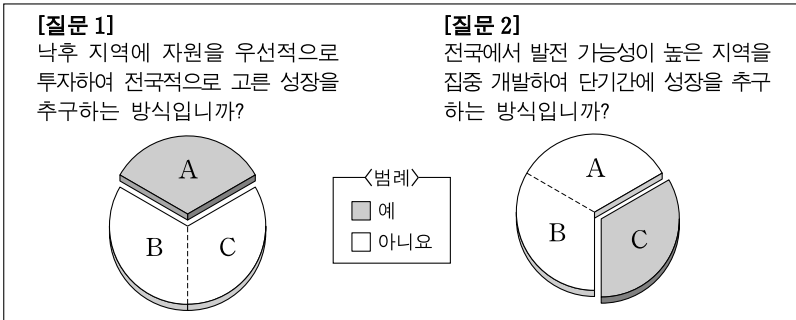 [질문 1]
낙후 지역에 자원을 우선적으로
투자하여 전국적으로 고른 성장을
추구하는 방식입니까?
A
B
C
<범례>
예
아니요
[질문 2]
전국에서 발전 가능성이 높은 지역을
집중 개발하여 단기간에 성장을 추구
하는 방식입니까?
A
B
C